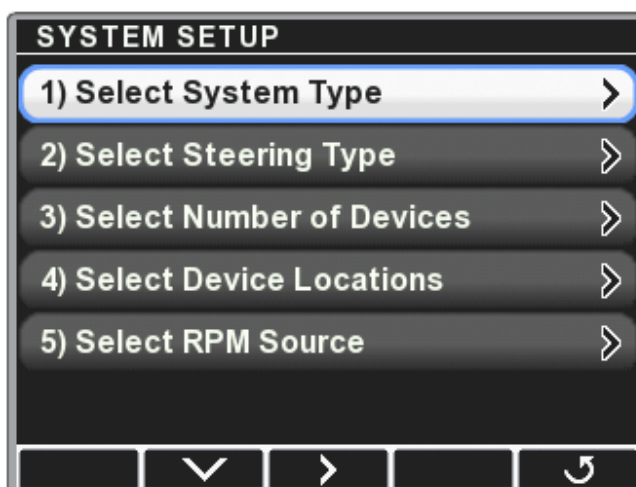 SYSTEM SETUP
1) Select System Type
2) Select Steering Type
3) Select Number of Devices
4) Select Device Locations
5) Select RPM Source